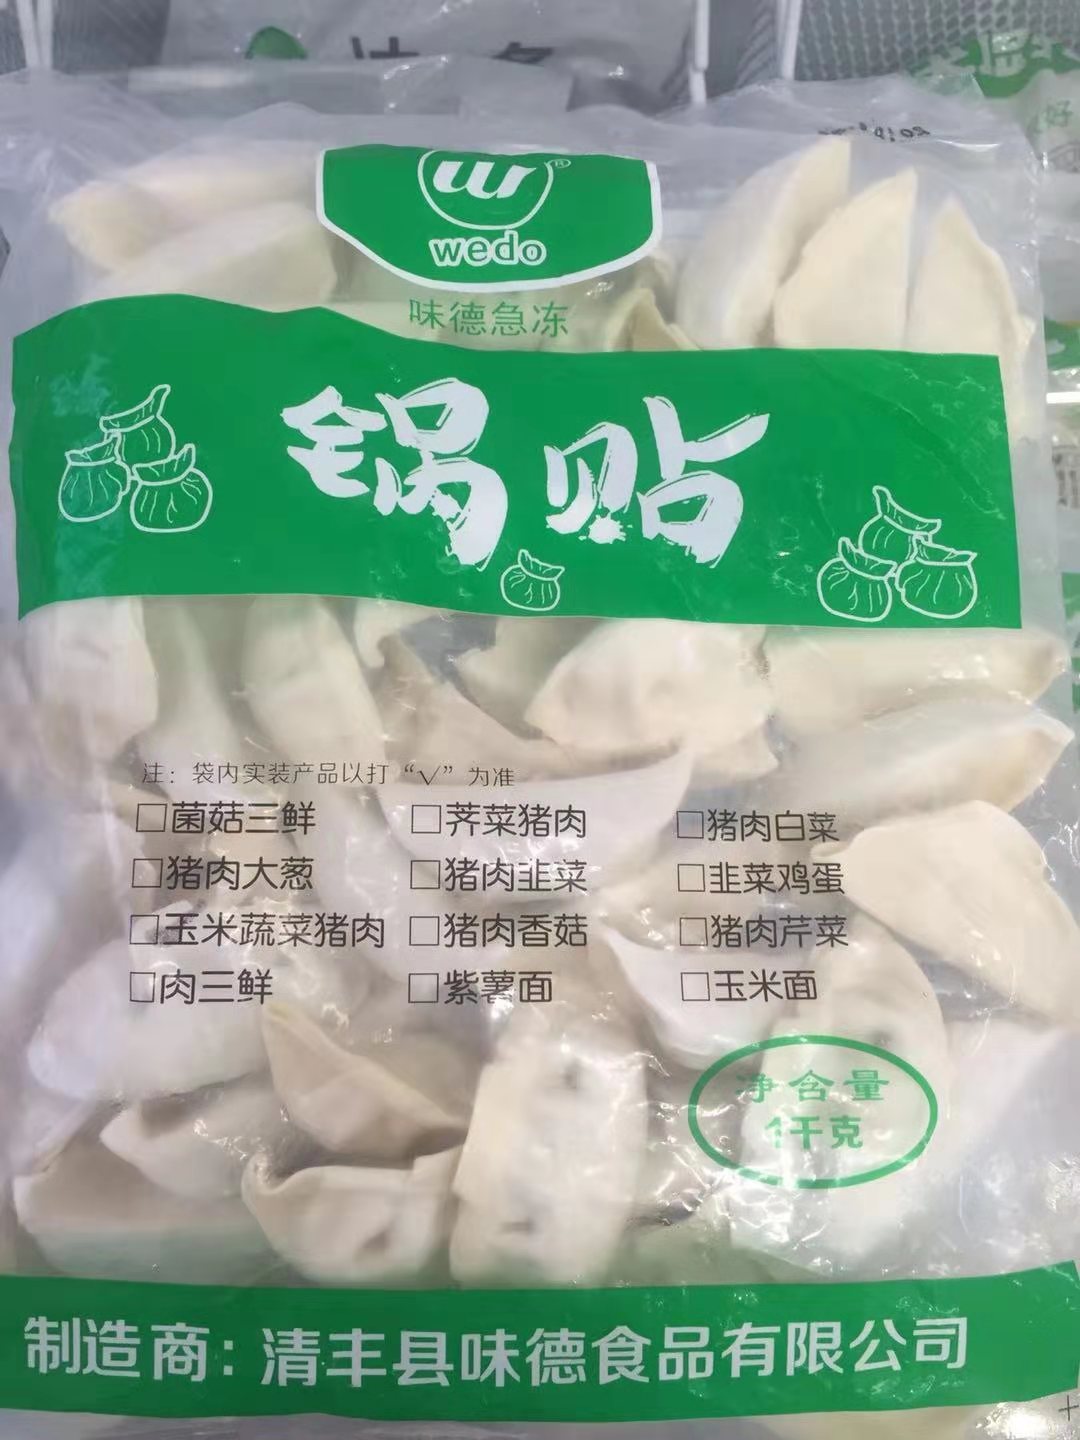 wedo
®
味德急冻
锅贴
注：袋内实装产品以打“√”为准
□菌菇三鲜 □荠菜猪肉 □猪肉白菜
□猪肉大葱 □猪肉韭菜 □韭菜鸡蛋
□玉米蔬菜猪肉 □猪肉香菇 □猪肉芹菜
□肉三鲜 □紫薯面 □玉米面
净含量
1千克
制造商：清丰县味德食品有限公司